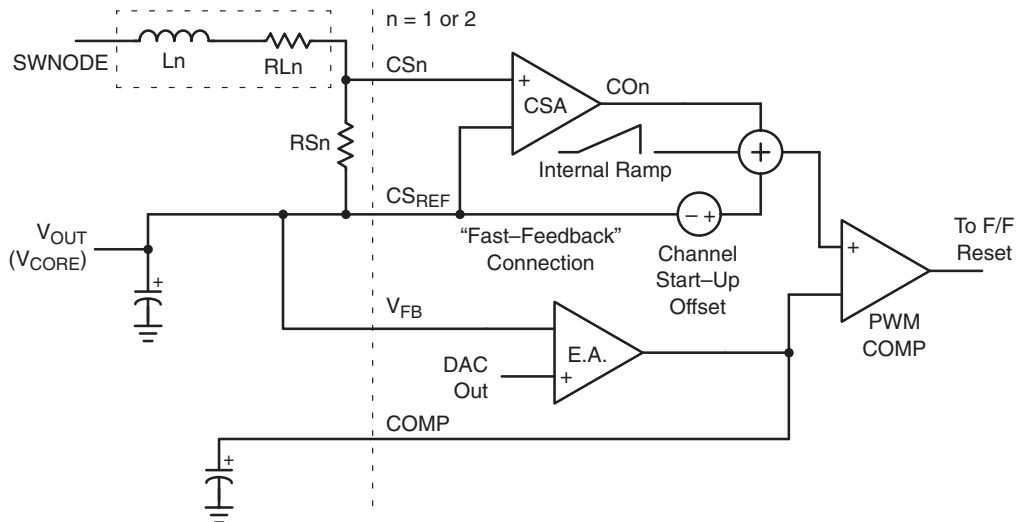 n = 1 or 2
SWNODE
Ln
RLn
CSn
+
CSA
COn
RSn
Internal Ramp
+
CSREF
− +
VOUT
(VCORE)
+
“Fast–Feedback”
Connection
Channel
Start–Up
Offset
+
To F/F
Reset
PWM
COMP
VFB
E.A.
+
DAC
Out
COMP
+